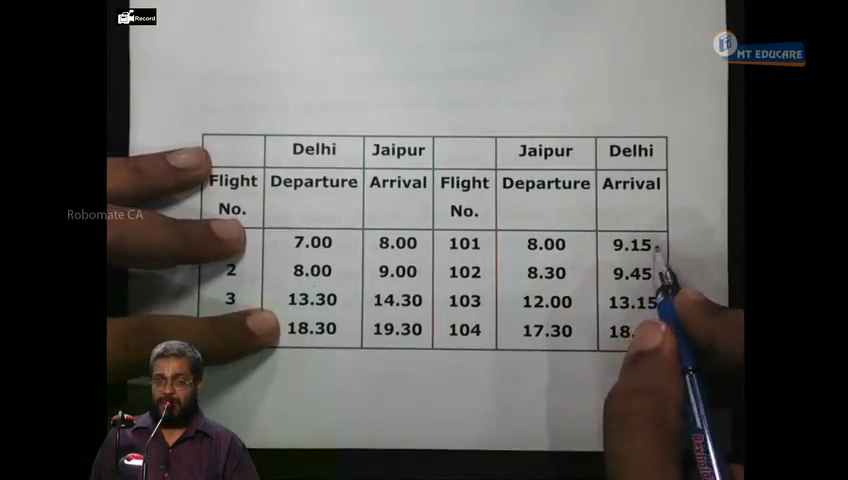 Record
MT EDUCARE
Robomate CA
Delhi Jaipur Jaipur Delhi
Flight Departure Arrival Flight Departure Arrival
No. No.
7.00 8.00 101 8.00 9.15
2 8.00 9.00 102 8.30 9.45
3 13.30 14.30 103 12.00 13.15
18.30 19.30 104 17.30 18.